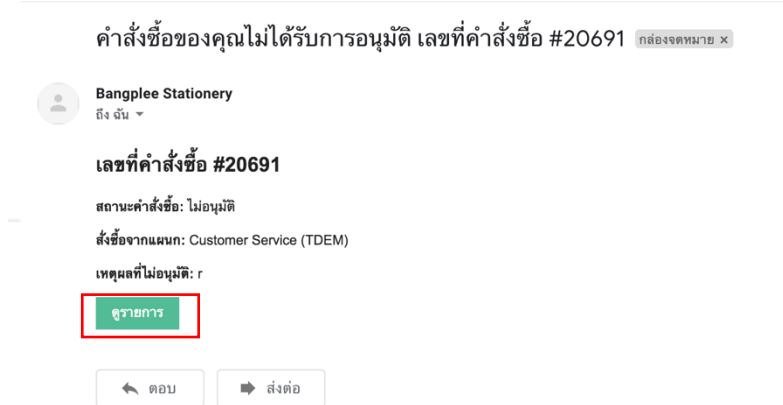 คำสั่งซื้อของคุณไม่ได้รับการอนุมัติ เลขที่คำสั่งซื้อ #20691 กล่องจดหมาย ×
Bangplee Stationery
ถึง ฉัน
เลขที่คำสั่งซื้อ #20691
สถานะคำสั่งซื้อ: ไม่อนุมัติ
สั่งซื้อจากแผนก: Customer Service (TDEM)
เหตุผลที่ไม่อนุมัติ: r
ดูรายการ
ตอบ ส่งต่อ